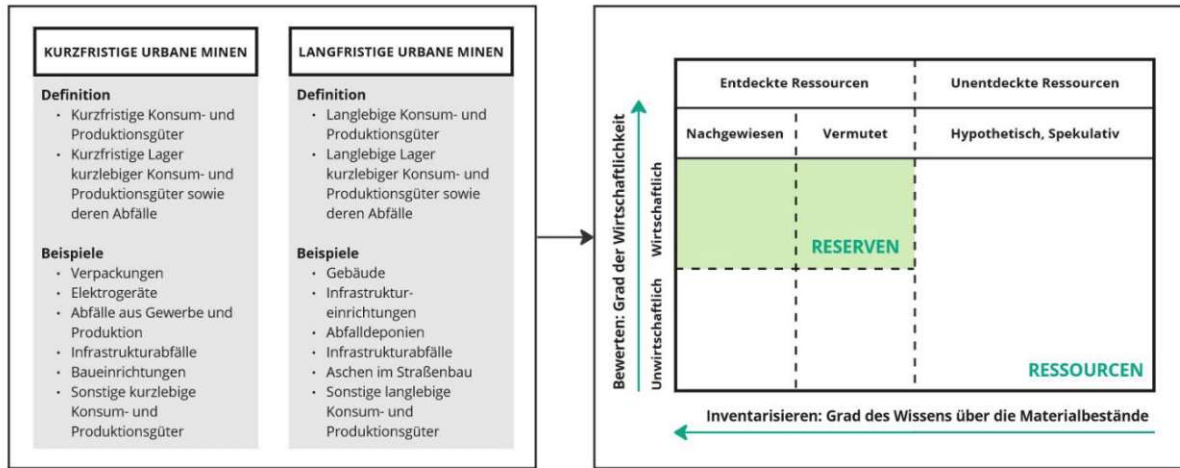 KURZFRISTIGE URBANE MINEN
Definition
• Kurzfristige Konsum- und
Produktionsgüter
• Kurzfristige Lager
kurzlebiger Konsum- und
Produktionsgüter sowie
deren Abfälle
Beispiele
• Verpackungen
• Elektrogeräte
• Abfälle aus Gewerbe und
Produktion
• Infrastrukturabfälle
• Baueinrichtungen
• Sonstige kurzlebige
Konsum- und
Produktionsgüter
LANGFRISTIGE URBANE MINEN
Definition
• Langlebige Konsum- und
Produktionsgüter
• Langlebige Lager
kurzlebiger Konsum- und
Produktionsgüter sowie
deren Abfälle
Beispiele
• Gebäude
• Infrastruktur-
einrichtungen
• Abfalldeponien
• Infrastrukturabfälle
• Aschen im Straßenbau
• Sonstige langlebige
Konsum- und
Produktionsgüter
Bewerten: Grad der Wirtschaftlichkeit
Entdeckte Ressourcen
Unentdeckte Ressourcen
Nachgewiesen
Vermutet
Hypothetisch, Spekulativ
Wirtschaftlich
RESERVEN
Unwirtschaftlich
RESSOURCEN
Inventarisieren: Grad des Wissens über die Materialbestände